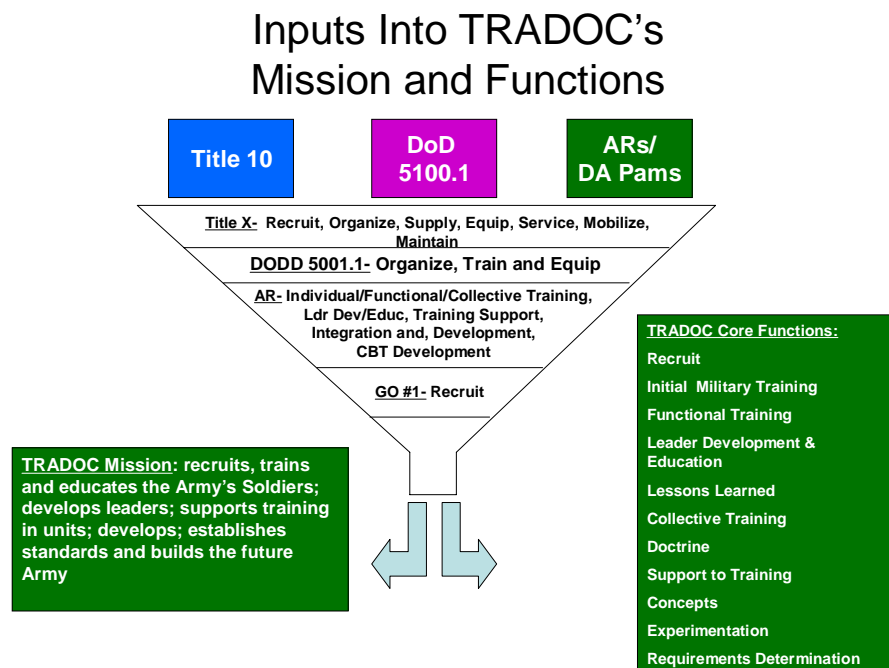 Inputs Into TRADOC's
Mission and Functions
Title 10
DoD
5100.1
ARs/
DA Pams
Title X- Recruit, Organize, Supply, Equip, Service, Mobilize,
Maintain
DODD 5001.1- Organize, Train and Equip
AR- Individual/Functional/Collective Training,
Ldr Dev/Educ, Training Support,
Integration and, Development,
CBT Development
GO #1- Recruit
TRADOC Mission: recruits, trains
and educates the Army's Soldiers;
develops leaders; supports training
in units; develops; establishes
standards and builds the future
Army
TRADOC Core Functions:
Recruit
Initial Military Training
Functional Training
Leader Development &
Education
Lessons Learned
Collective Training
Doctrine
Support to Training
Concepts
Experimentation
Requirements Determination